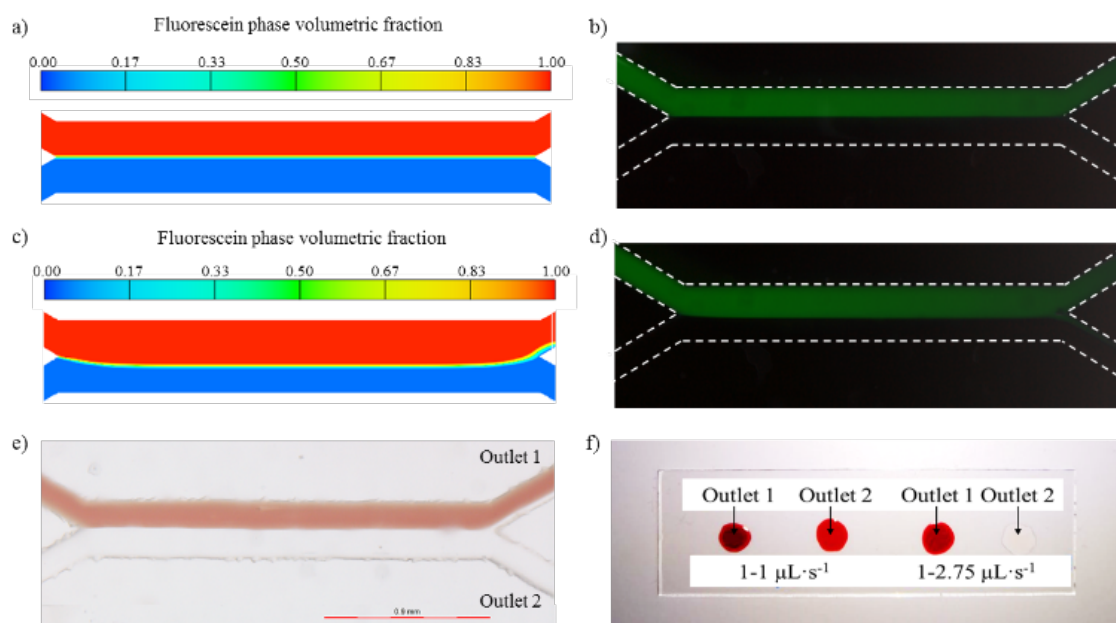 a)
Fluorescein phase volumetric fraction
0.00 0.17 0.33 0.50 0.67 0.83 1.00
b)
c)
Fluorescein phase volumetric fraction
0.00 0.17 0.33 0.50 0.67 0.83 1.00
d)
e)
Outlet 1
Outlet 2
0.9 mm
f)
Outlet 1 Outlet 2 Outlet 1 Outlet 2
1-1 μL·s⁻¹ 1-2.75 μL·s⁻¹